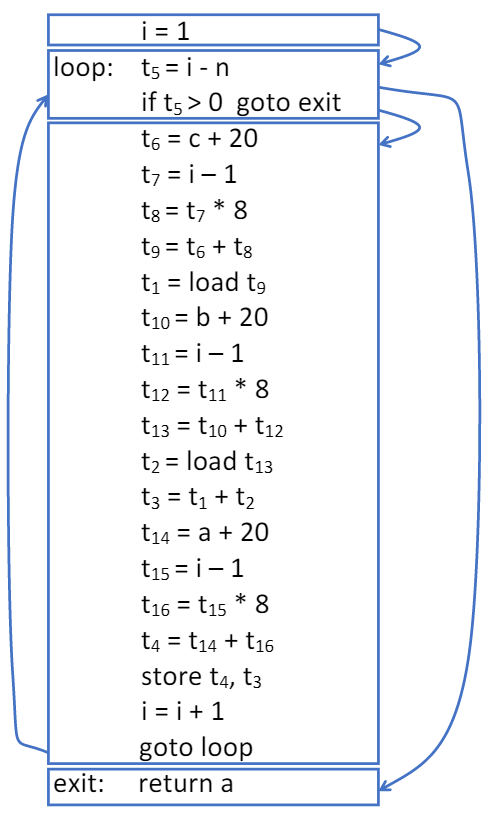 i = 1
loop: t₅ = i - n
if t₅ > 0 goto exit
t₆ = c + 20
t₇ = i – 1
t₈ = t₇ * 8
t₉ = t₆ + t₈
t₁ = load t₉
t₁₀ = b + 20
t₁₁ = i – 1
t₁₂ = t₁₁ * 8
t₁₃ = t₁₀ + t₁₂
t₂ = load t₁₃
t₃ = t₁ + t₂
t₁₄ = a + 20
t₁₅ = i – 1
t₁₆ = t₁₅ * 8
t₄ = t₁₄ + t₁₆
store t₄, t₃
i = i + 1
goto loop
exit: return a